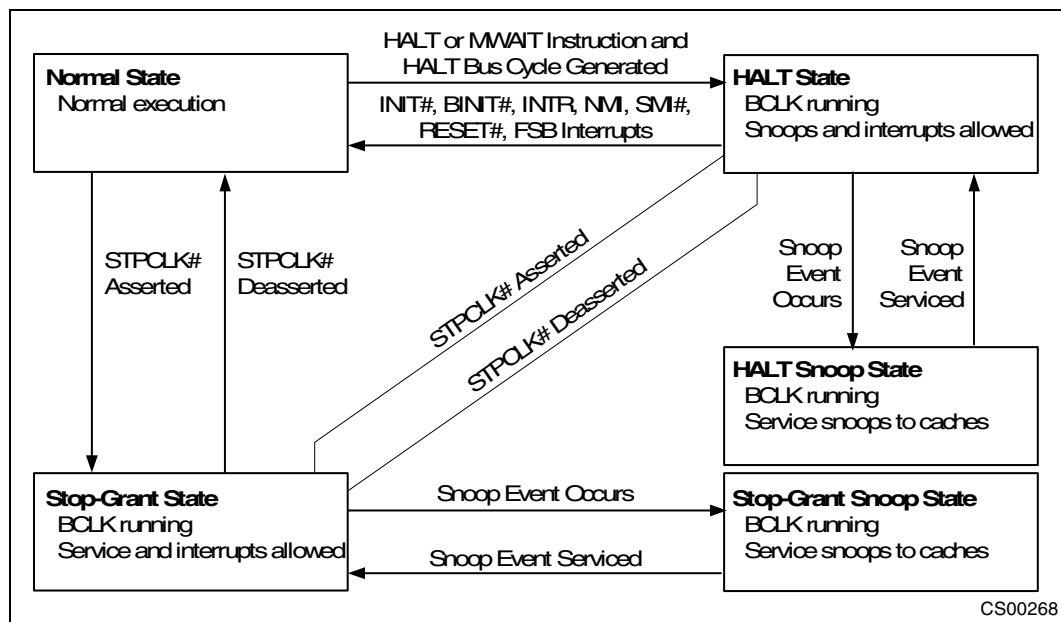 HALT or MWAIT Instruction and
HALT Bus Cycle Generated
Normal State
Normal execution
INIT#, BINIT#, INTR, NMI, SMI#,
RESET#, FSB Interrupts
HALT State
BCLK running
Snoops and interrupts allowed
STPCLK#
Asserted
STPCLK#
Deasserted
STPCLK# Asserted
STPCLK# Deasserted
Snoop
Event
Occurs
Snoop
Event
Serviced
HALT Snoop State
BCLK running
Service snoops to caches
Stop-Grant State
BCLK running
Service and interrupts allowed
Snoop Event Occurs
Snoop Event Serviced
Stop-Grant Snoop State
BCLK running
Service snoops to caches
CS00268